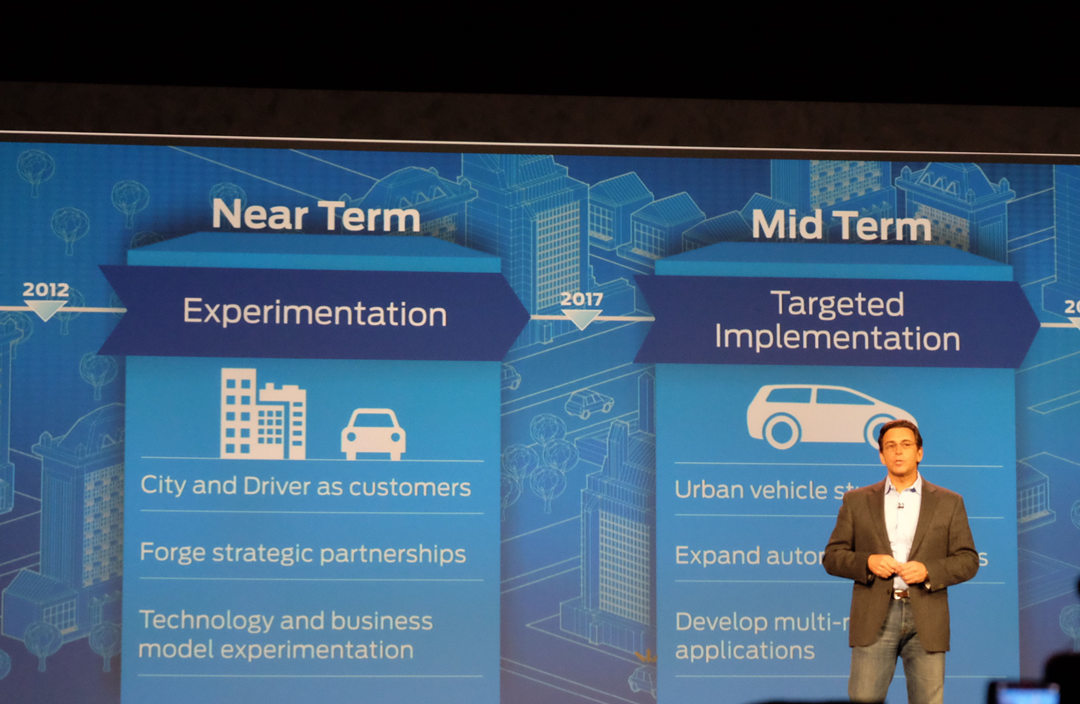 Near Term
2012
Experimentation
City and Driver as customers
Forge strategic partnerships
Technology and business
model experimentation
2017
Mid Term
Targeted
Implementation
Urban vehicle
Expand
Develop
applications